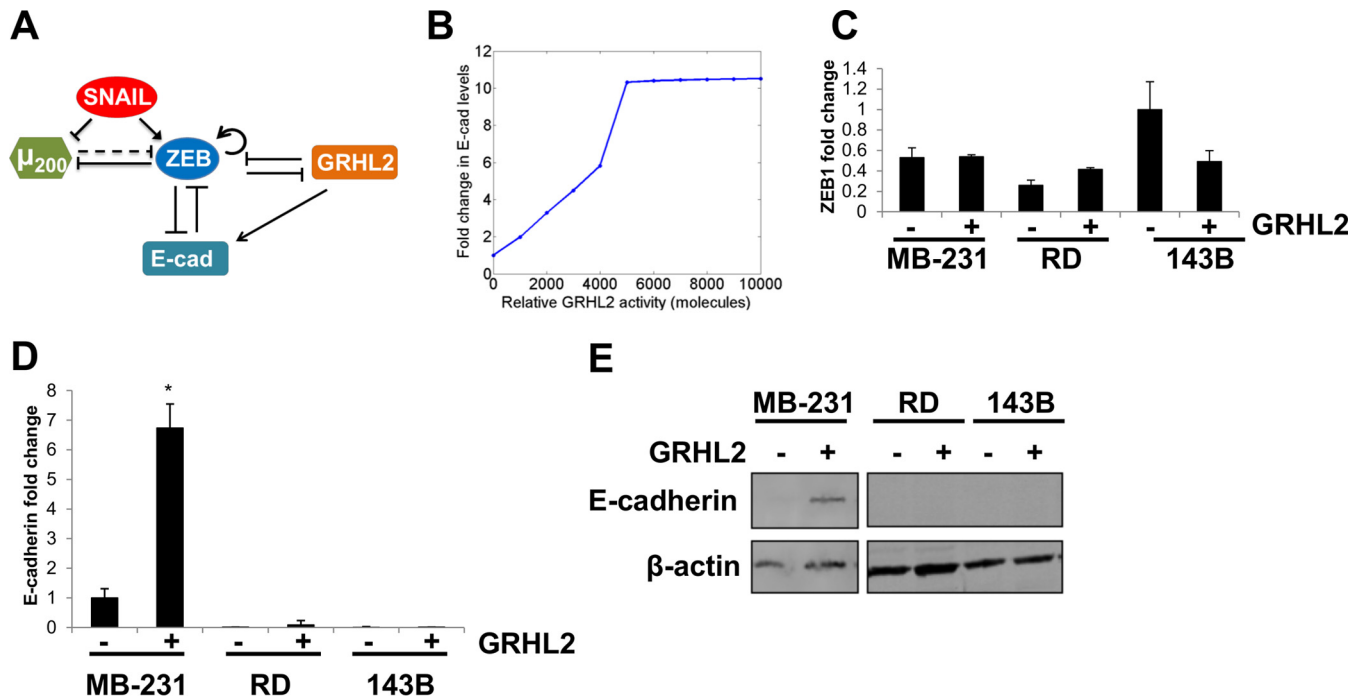 A
SNAIL
μ200
ZEB
GRHL2
E-cad
B
Fold change in E-cad levels
12
10
8
6
4
2
0
0 2000 4000 6000 8000 10000
Relative GRHL2 activity (molecules)
C
ZEB1 fold change
1.4
1.2
1
0.8
0.6
0.4
0.2
0
- + - + - + GRHL2
MB-231 RD 143B
D
E-cadherin fold change
8
7
6
5
4
3
2
1
0
*
- + - + - + GRHL2
MB-231 RD 143B
E
MB-231 RD 143B
GRHL2 - + - + - +
E-cadherin
β-actin